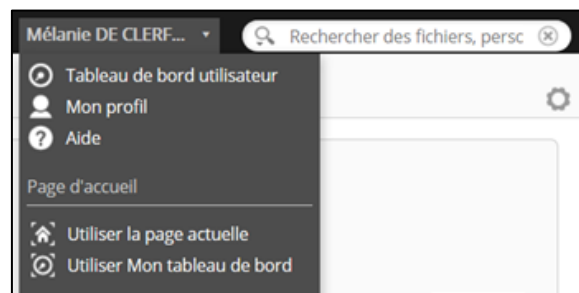 Mélanie DE CLERF...
Rechercher des fichiers, persc
Tableau de bord utilisateur
Mon profil
Aide
Page d'accueil
Utiliser la page actuelle
Utiliser Mon tableau de bord